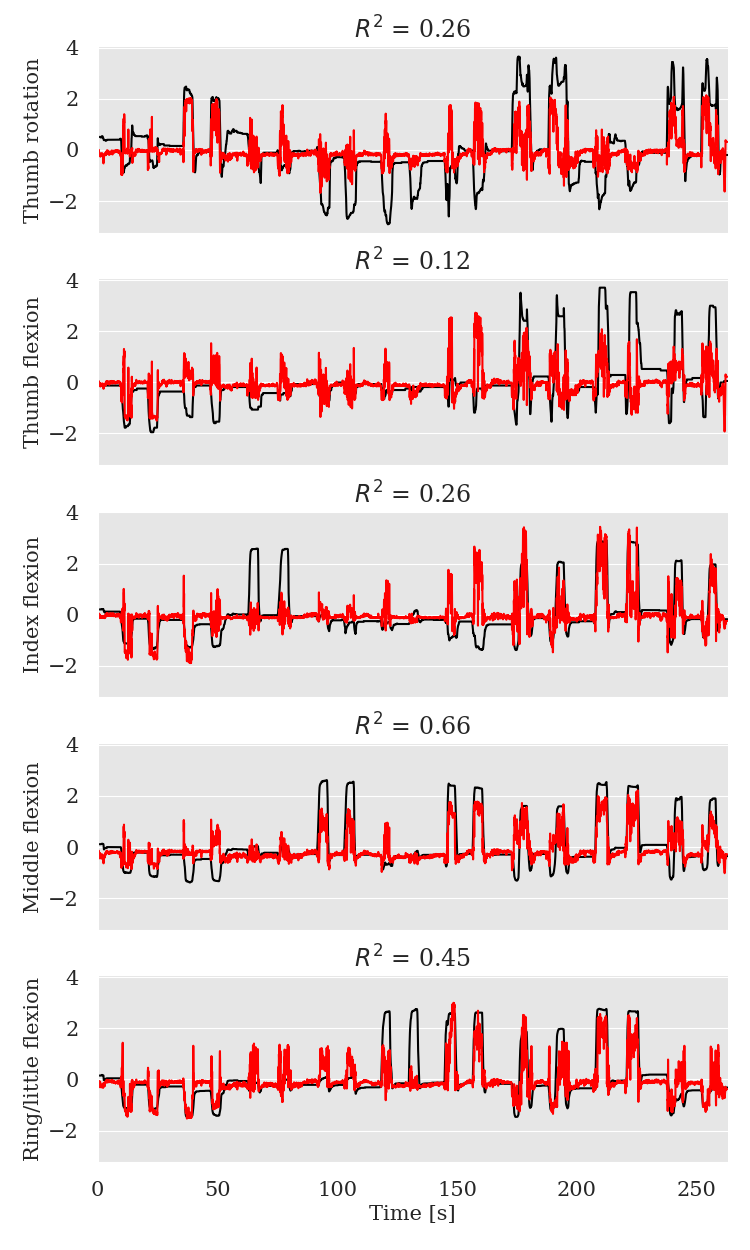 R² = 0.26
4
2
0
−2
Thumb rotation
R² = 0.12
4
2
0
−2
Thumb flexion
R² = 0.26
4
2
0
−2
Index flexion
R² = 0.66
4
2
0
−2
Middle flexion
R² = 0.45
4
2
0
−2
Ring/little flexion
0 50 100 150 200 250
Time [s]